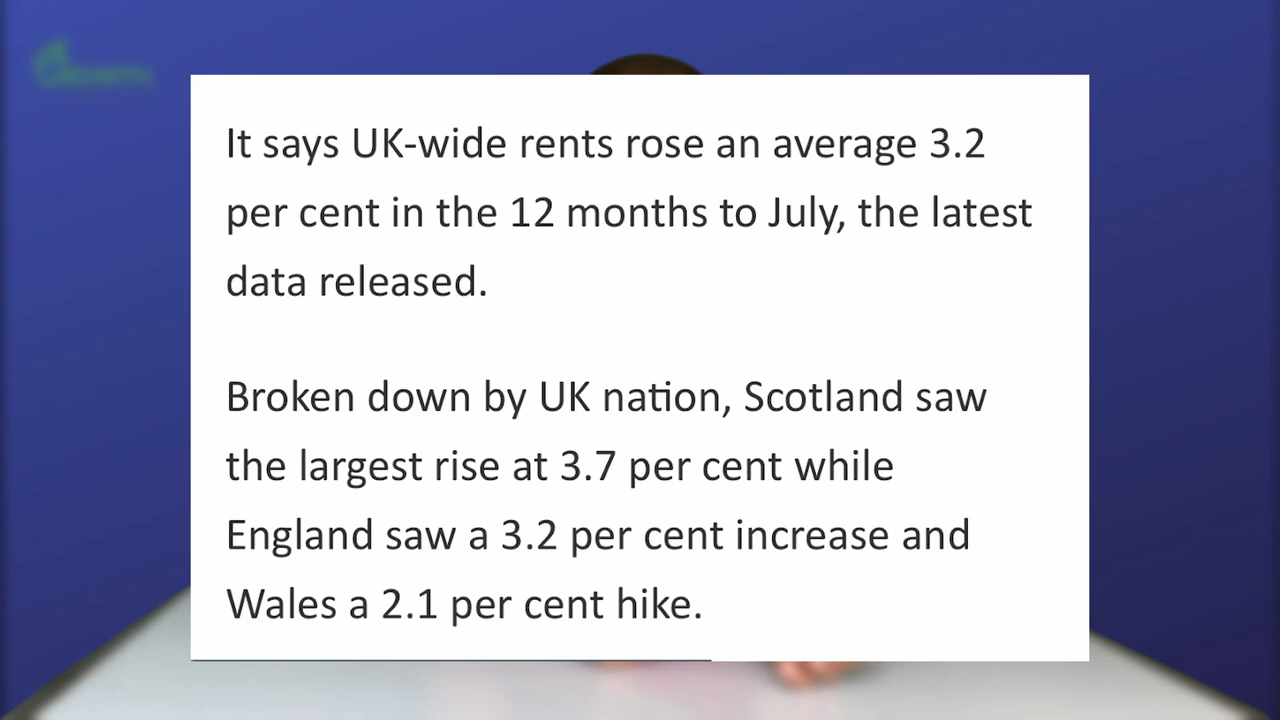 It says UK-wide rents rose an average 3.2
per cent in the 12 months to July, the latest
data released.
Broken down by UK nation, Scotland saw
the largest rise at 3.7 per cent while
England saw a 3.2 per cent increase and
Wales a 2.1 per cent hike.